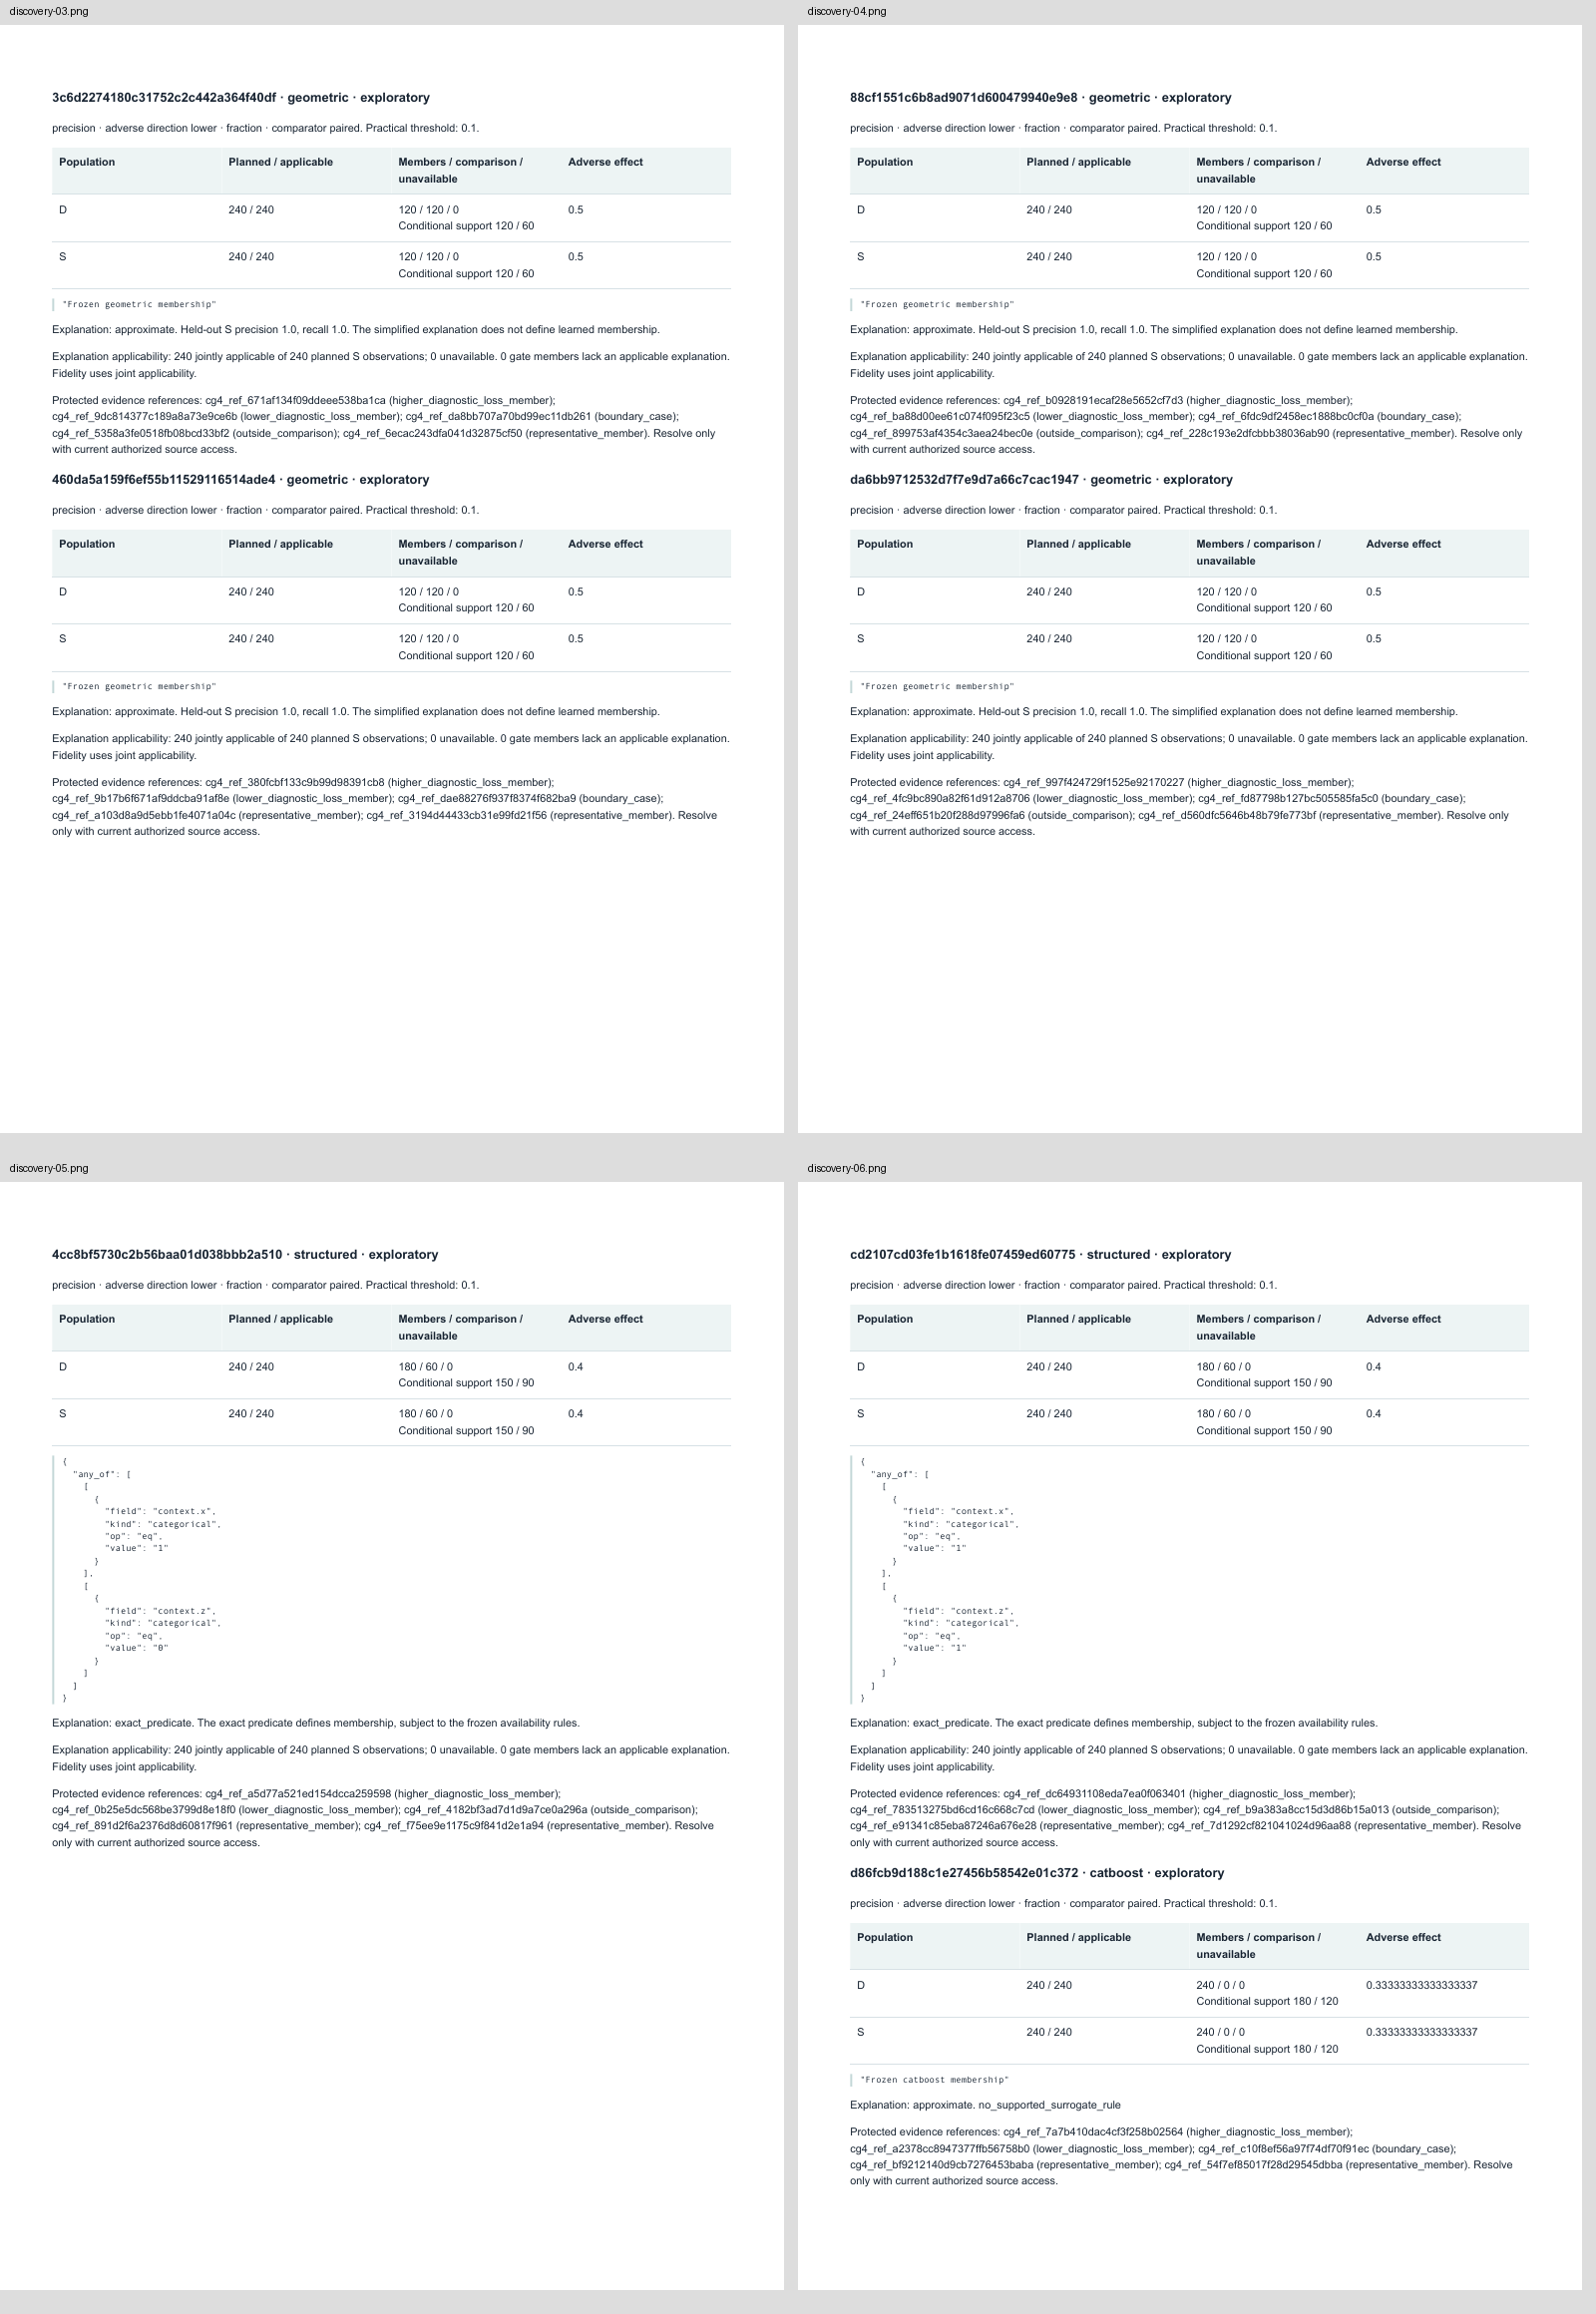 discovery-03.png
3c6d2274180c31752c2c442a364f40df · geometric · exploratory
precision · adverse direction lower · fraction · comparator paired. Practical threshold: 0.1.
Population Planned / applicable Members / comparison / Adverse effect
unavailable
D 240 / 240 120 / 120 / 0 0.5
Conditional support 120 / 60
S 240 / 240 120 / 120 / 0 0.5
Conditional support 120 / 60
"Frozen geometric membership"
Explanation: approximate. Held-out S precision 1.0, recall 1.0. The simplified explanation does not define learned membership.
Explanation applicability: 240 jointly applicable of 240 planned S observations; 0 unavailable. 0 gate members lack an applicable explanation.
Fidelity uses joint applicability.
Protected evidence references: cg4_ref_671af134f09ddeee538ba1ca (higher_diagnostic_loss_member);
cg4_ref_9dc814377c189a8a73e9ce6b (lower_diagnostic_loss_member); cg4_ref_da8bb707a70bd99ec11db261 (boundary_case);
cg4_ref_5358a3fe0518fb08bcd33bf2 (outside_comparison); cg4_ref_6ecac243dfa041d32875cf50 (representative_member). Resolve only
with current authorized source access.
460da5a159f6ef55b11529116514ade4 · geometric · exploratory
precision · adverse direction lower · fraction · comparator paired. Practical threshold: 0.1.
Population Planned / applicable Members / comparison / Adverse effect
unavailable
D 240 / 240 120 / 120 / 0 0.5
Conditional support 120 / 60
S 240 / 240 120 / 120 / 0 0.5
Conditional support 120 / 60
"Frozen geometric membership"
Explanation: approximate. Held-out S precision 1.0, recall 1.0. The simplified explanation does not define learned membership.
Explanation applicability: 240 jointly applicable of 240 planned S observations; 0 unavailable. 0 gate members lack an applicable explanation.
Fidelity uses joint applicability.
Protected evidence references: cg4_ref_380fcbf133c9b99d98391cb8 (higher_diagnostic_loss_member);
cg4_ref_9b17b6f671af9ddcba91af8e (lower_diagnostic_loss_member); cg4_ref_dae88276f937f8374f682ba9 (boundary_case);
cg4_ref_a103d8a9d5ebb1fe4071a04c (representative_member); cg4_ref_3194d44433cb31e99fd21f56 (representative_member). Resolve
only with current authorized source access.
discovery-04.png
88cf1551c6b8ad9071d600479940e9e8 · geometric · exploratory
precision · adverse direction lower · fraction · comparator paired. Practical threshold: 0.1.
Population Planned / applicable Members / comparison / Adverse effect
unavailable
D 240 / 240 120 / 120 / 0 0.5
Conditional support 120 / 60
S 240 / 240 120 / 120 / 0 0.5
Conditional support 120 / 60
"Frozen geometric membership"
Explanation: approximate. Held-out S precision 1.0, recall 1.0. The simplified explanation does not define learned membership.
Explanation applicability: 240 jointly applicable of 240 planned S observations; 0 unavailable. 0 gate members lack an applicable explanation.
Fidelity uses joint applicability.
Protected evidence references: cg4_ref_b0928191ecaf28e5652cf7d3 (higher_diagnostic_loss_member);
cg4_ref_ba88d00ee61c074f095f23c5 (lower_diagnostic_loss_member); cg4_ref_6fdc9df2458ec1888bc0cf0a (boundary_case);
cg4_ref_899753af4354c3aea24bec0e (outside_comparison); cg4_ref_228c193e2dfcbbb38036ab90 (representative_member). Resolve only
with current authorized source access.
da6bb9712532d7f7e9d7a66c7cac1947 · geometric · exploratory
precision · adverse direction lower · fraction · comparator paired. Practical threshold: 0.1.
Population Planned / applicable Members / comparison / Adverse effect
unavailable
D 240 / 240 120 / 120 / 0 0.5
Conditional support 120 / 60
S 240 / 240 120 / 120 / 0 0.5
Conditional support 120 / 60
"Frozen geometric membership"
Explanation: approximate. Held-out S precision 1.0, recall 1.0. The simplified explanation does not define learned membership.
Explanation applicability: 240 jointly applicable of 240 planned S observations; 0 unavailable. 0 gate members lack an applicable explanation.
Fidelity uses joint applicability.
Protected evidence references: cg4_ref_997f424729f1525e92170227 (higher_diagnostic_loss_member);
cg4_ref_4fc9bc890a82f61d912a8706 (lower_diagnostic_loss_member); cg4_ref_fd87798b127bc505585fa5c0 (boundary_case);
cg4_ref_24eff651b20f288d97996fa6 (outside_comparison); cg4_ref_d560dfc5646b48b79fe773bf (representative_member). Resolve only
with current authorized source access.
discovery-05.png
4cc8bf5730c2b56baa01d038bbb2a510 · structured · exploratory
precision · adverse direction lower · fraction · comparator paired. Practical threshold: 0.1.
Population Planned / applicable Members / comparison / Adverse effect
unavailable
D 240 / 240 180 / 60 / 0 0.4
Conditional support 150 / 90
S 240 / 240 180 / 60 / 0 0.4
Conditional support 150 / 90
{
"any_of": [
[
{
"field": "context.x",
"kind": "categorical",
"op": "eq",
"value": "1"
}
],
[
{
"field": "context.z",
"kind": "categorical",
"op": "eq",
"value": "0"
}
]
]
}
Explanation: exact_predicate. The exact predicate defines membership, subject to the frozen availability rules.
Explanation applicability: 240 jointly applicable of 240 planned S observations; 0 unavailable. 0 gate members lack an applicable explanation.
Fidelity uses joint applicability.
Protected evidence references: cg4_ref_a5d77a521ed154dcca259598 (higher_diagnostic_loss_member);
cg4_ref_0b25e5dc568be3799d8e18f0 (lower_diagnostic_loss_member); cg4_ref_4182bf3ad7d1d9a7ce0a296a (outside_comparison);
cg4_ref_891d2f6a2376d8d60817f961 (representative_member); cg4_ref_f75ee9e1175c9f841d2e1a94 (representative_member). Resolve
only with current authorized source access.
discovery-06.png
cd2107cd03fe1b1618fe07459ed60775 · structured · exploratory
precision · adverse direction lower · fraction · comparator paired. Practical threshold: 0.1.
Population Planned / applicable Members / comparison / Adverse effect
unavailable
D 240 / 240 180 / 60 / 0 0.4
Conditional support 150 / 90
S 240 / 240 180 / 60 / 0 0.4
Conditional support 150 / 90
{
"any_of": [
[
{
"field": "context.x",
"kind": "categorical",
"op": "eq",
"value": "1"
}
],
[
{
"field": "context.z",
"kind": "categorical",
"op": "eq",
"value": "1"
}
]
]
}
Explanation: exact_predicate. The exact predicate defines membership, subject to the frozen availability rules.
Explanation applicability: 240 jointly applicable of 240 planned S observations; 0 unavailable. 0 gate members lack an applicable explanation.
Fidelity uses joint applicability.
Protected evidence references: cg4_ref_dc64931108eda7ea0f063401 (higher_diagnostic_loss_member);
cg4_ref_783513275bd6cd16c668c7cd (lower_diagnostic_loss_member); cg4_ref_b9a383a8cc15d3d86b15a013 (outside_comparison);
cg4_ref_e91341c85eba87246a676e28 (representative_member); cg4_ref_7d1292cf821041024d96aa88 (representative_member). Resolve
only with current authorized source access.
d86fcb9d188c1e27456b58542e01c372 · catboost · exploratory
precision · adverse direction lower · fraction · comparator paired. Practical threshold: 0.1.
Population Planned / applicable Members / comparison / Adverse effect
unavailable
D 240 / 240 240 / 0 / 0 0.33333333333333337
Conditional support 180 / 120
S 240 / 240 240 / 0 / 0 0.33333333333333337
Conditional support 180 / 120
"Frozen catboost membership"
Explanation: approximate. no_supported_surrogate_rule
Protected evidence references: cg4_ref_7a7b410dac4cf3f258b02564 (higher_diagnostic_loss_member);
cg4_ref_a2378cc8947377ffb56758b0 (lower_diagnostic_loss_member); cg4_ref_c10f8ef56a97f74df70f91ec (boundary_case);
cg4_ref_bf9212140d9cb7276453baba (representative_member); cg4_ref_54f7ef85017f28d29545dbba (representative_member). Resolve
only with current authorized source access.